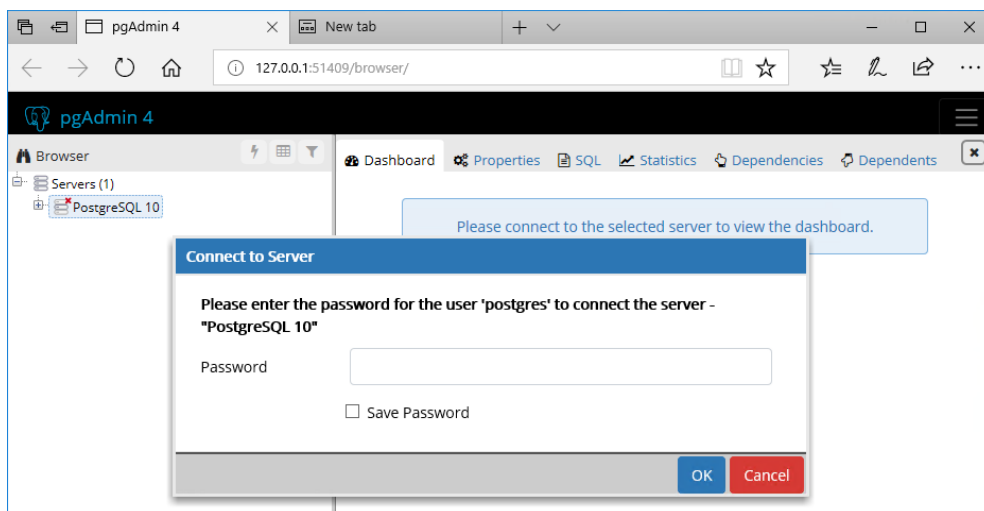 pgAdmin 4
New tab
127.0.0.1:51409/browser/
pgAdmin 4
Browser
Dashboard Properties SQL Statistics Dependencies Dependents
Servers (1)
PostgreSQL 10
Please connect to the selected server to view the dashboard.
Connect to Server
Please enter the password for the user 'postgres' to connect the server -
"PostgreSQL 10"
Password
Save Password
OK Cancel